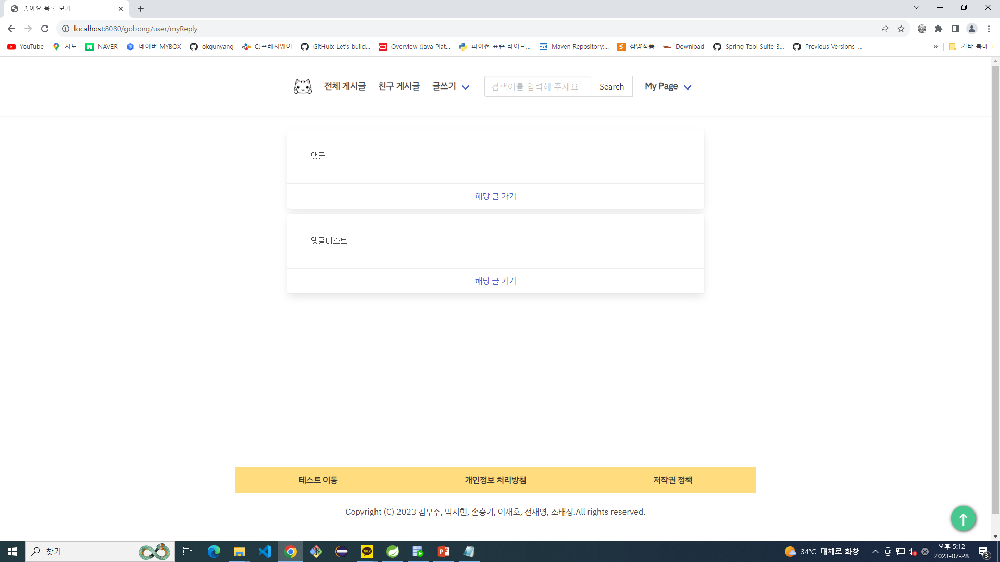 좋아요 목록 보기
localhost:8080/gobong/user/myReply
YouTube 지도 NAVER 네이버 MYBOX okgunyang CJ프레시웨이 GitHub: Let's build... Overview (Java Plat... 파이썬 표준 라이브... Maven Repository:... 삼양식품 Download Spring Tool Suite 3... Previous Versions ·... » 기타 북마크
전체 게시글 친구 게시글 글쓰기 검색어를 입력해 주세요 Search My Page
댓글
해당 글 가기
댓글테스트
해당 글 가기
테스트 이동 개인정보 처리방침 저작권 정책
Copyright (C) 2023 김우주, 박지현, 손승기, 이재호, 전재영, 조태정.All rights reserved.
찾기 TALK 34°C 대체로 화창 오후 5:12
2023-07-28 3